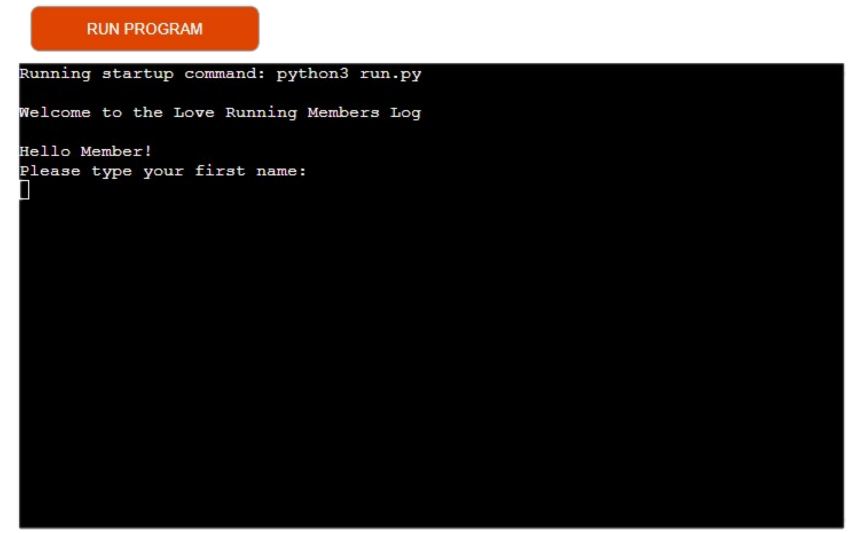 RUN PROGRAM
Running startup command: python3 run.py
Welcome to the Love Running Members Log
Hello Member!
Please type your first name: